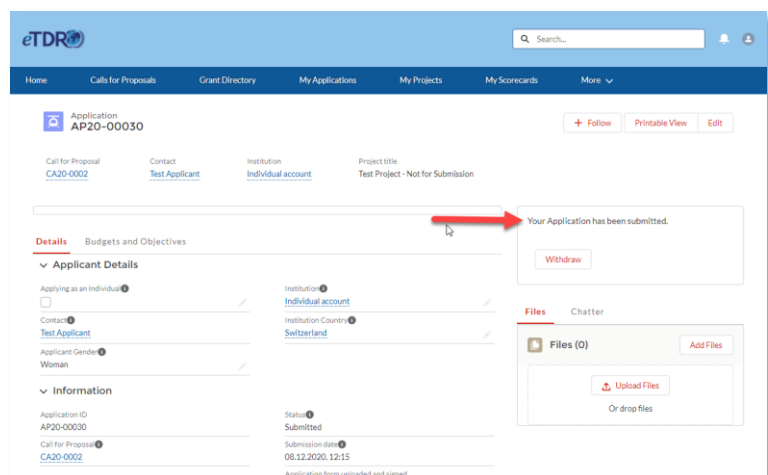 eTDR
Search...
Home Calls for Proposals Grant Directory My Applications My Projects My Scorecards More
Application
AP20-00030
+ Follow Printable View Edit
Call for Proposal Contact Institution Project title
CA20-0002 Test Applicant Individual account Test Project - Not for Submission
Your Application has been submitted.
Withdraw
Details Budgets and Objectives
Applicant Details
Applying as an Individual Institution
Individual account
Contact Institution Country
Test Applicant Switzerland
Applicant Gender
Woman
Information
Application ID Status
AP20-00030 Submitted
Call for Proposal Submission date
CA20-0002 08.12.2020, 12:15
Application form uploaded and signed
Files Chatter
Files (0) Add Files
Upload Files
Or drop files